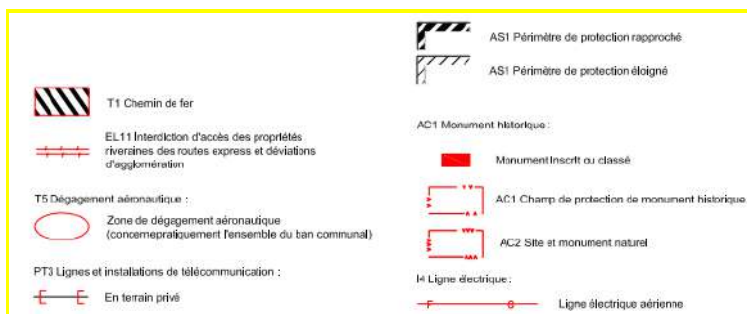 T1 Chemin de fer
EL11 Interdiction d'accès des propriétés
riveraines des routes express et déviations
d'agglomération
T5 Dégagement aéronautique :
Zone de dégagement aéronautique
(concernepratiquement l'ensemble du ban communal)
PT3 Lignes et installations de télécommunication :
En terrain privé
AS1 Périmètre de protection rapproché
AS1 Périmètre de protection éloigné
AC1 Monument historique :
Monument Inscrit ou classé
AC1 Champ de protection de monument historique
AC2 Site et monument naturel
I4 Ligne électrique :
Ligne électrique aérienne